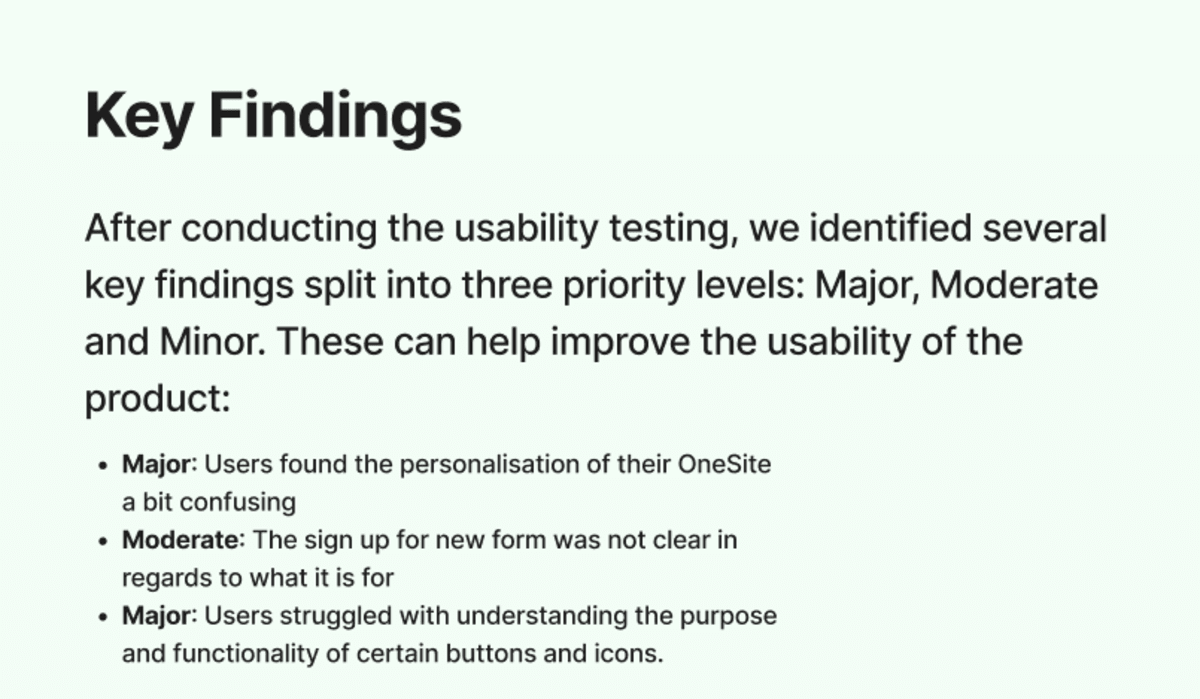 Key Findings
After conducting the usability testing, we identified several
key findings split into three priority levels: Major, Moderate
and Minor. These can help improve the usability of the
product:
• Major: Users found the personalisation of their OneSite
a bit confusing
• Moderate: The sign up for new form was not clear in
regards to what it is for
• Major: Users struggled with understanding the purpose
and functionality of certain buttons and icons.